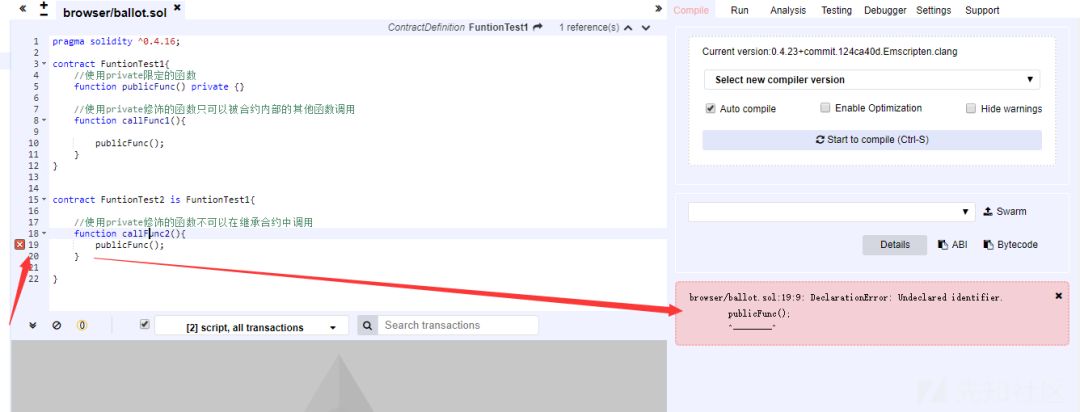 browser/ballot.sol ×
ContractDefinition FuntionTest1 1 reference(s)
1 pragma solidity ^0.4.16;
2
3 contract FuntionTest1{
4 //使用private限定的函数
5 function publicFunc() private {}
6
7 //使用private修饰的函数只可以被合约内部的其他函数调用
8 function callFunc1(){
9
10 publicFunc();
11 }
12 }
13
14
15 contract FuntionTest2 is FuntionTest1{
16
17 //使用private修饰的函数不可以在继承合约中调用
18 function callFunc2(){
19 publicFunc();
20 }
21
22 }
[2] script, all transactions
Search transactions
0
Compile Run Analysis Testing Debugger Settings Support
Current version:0.4.23+commit.124ca40d.Emscripten.clang
Select new compiler version
Auto compile Enable Optimization Hide warnings
Start to compile (Ctrl-S)
Swarm
Details ABI Bytecode
browser/ballot.sol:19:9: DeclarationError: Undeclared identifier.
publicFunc();
^________^
先知社区